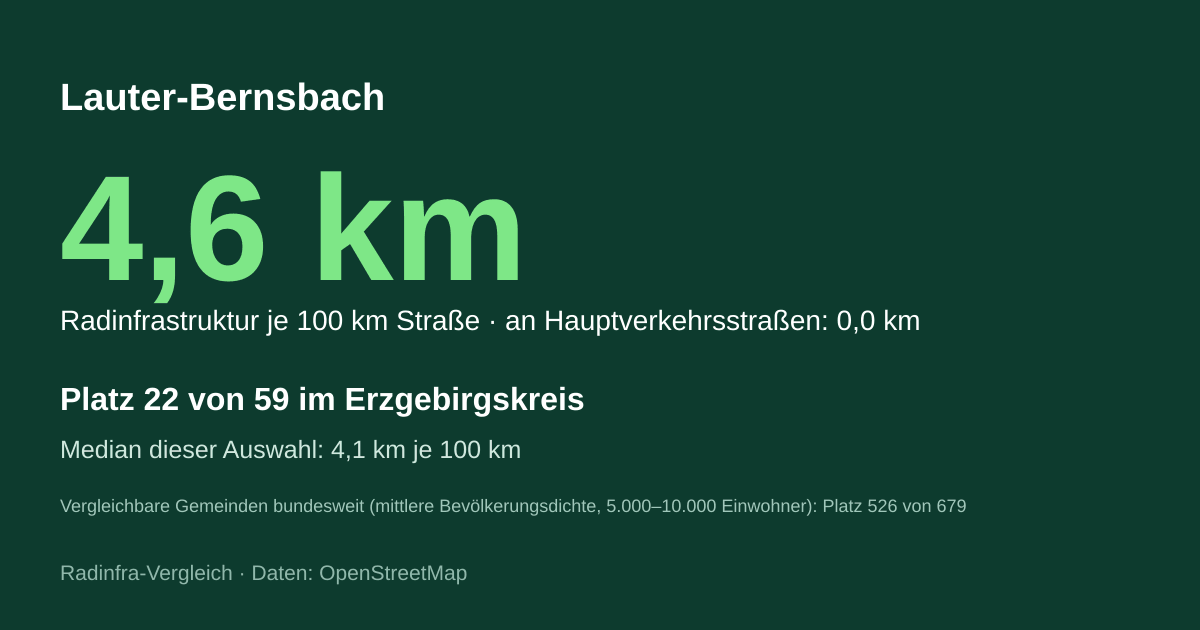 Lauter-Bernsbach
4,6 km
Radinfrastruktur je 100 km Straße · an Hauptverkehrsstraßen: 0,0 km
Platz 22 von 59 im Erzgebirgskreis
Median dieser Auswahl: 4,1 km je 100 km
Vergleichbare Gemeinden bundesweit (mittlere Bevölkerungsdichte, 5.000–10.000 Einwohner): Platz 526 von 679
Radinfra-Vergleich · Daten: OpenStreetMap